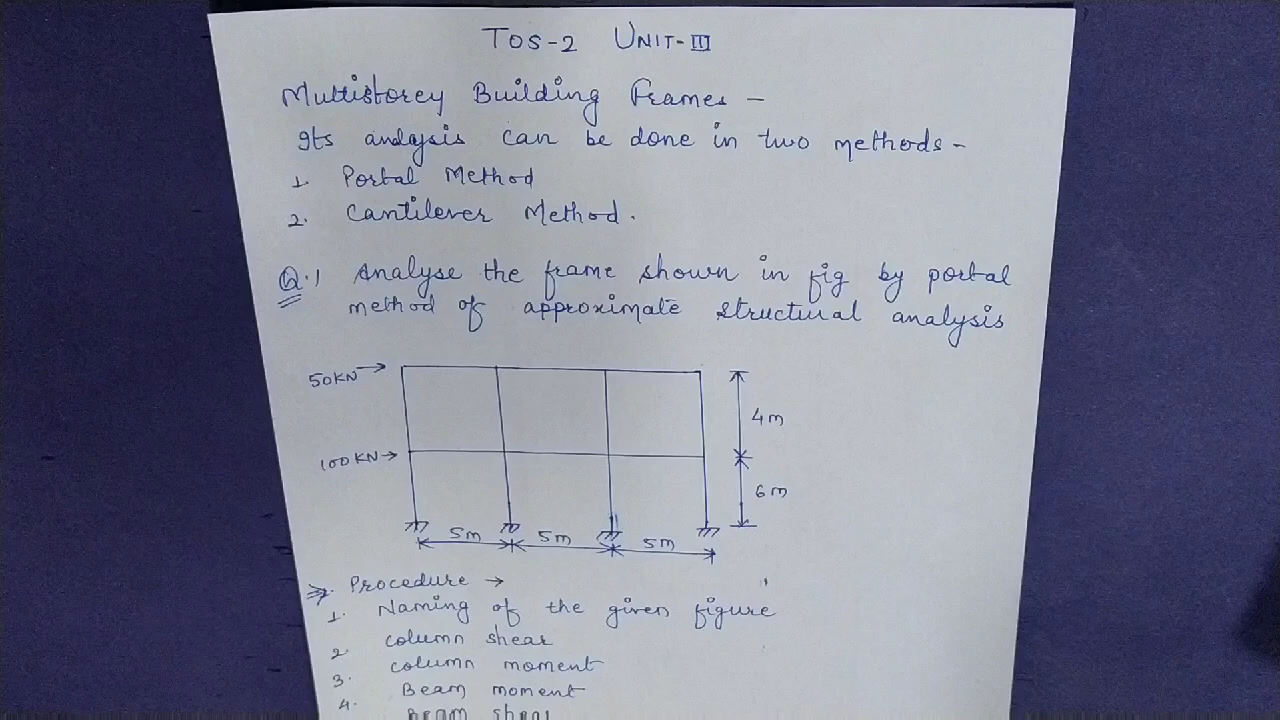 TOS-2 UNIT-III
Multistorey Building Frames -
Its analysis can be done in two methods -
1. Portal Method
2. Cantilever Method.
Q.1 Analyse the frame shown in fig by portal
method of approximate structural analysis
50KN →
4m
100KN →
6m
5m 5m 5m
⇒ Procedure →
1. Naming of the given figure
2. column shear
3. column moment
4. Beam moment
Beam shear